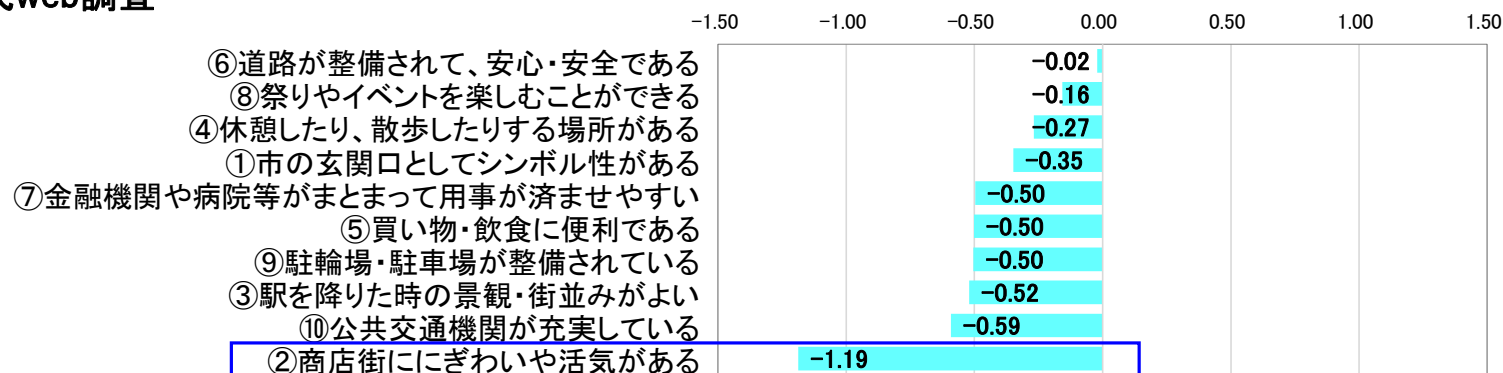 web調査
-1.50 -1.00 -0.50 0.00 0.50 1.00 1.50
⑥道路が整備されて、安心・安全である -0.02
⑧祭りやイベントを楽しむことができる -0.16
④休憩したり、散歩したりする場所がある -0.27
①市の玄関口としてシンボル性がある -0.35
⑦金融機関や病院等がまとまって用事が済ませやすい -0.50
⑤買い物・飲食に便利である -0.50
⑨駐輪場・駐車場が整備されている -0.50
③駅を降りた時の景観・街並みがよい -0.52
⑩公共交通機関が充実している -0.59
②商店街ににぎわいや活気がある -1.19